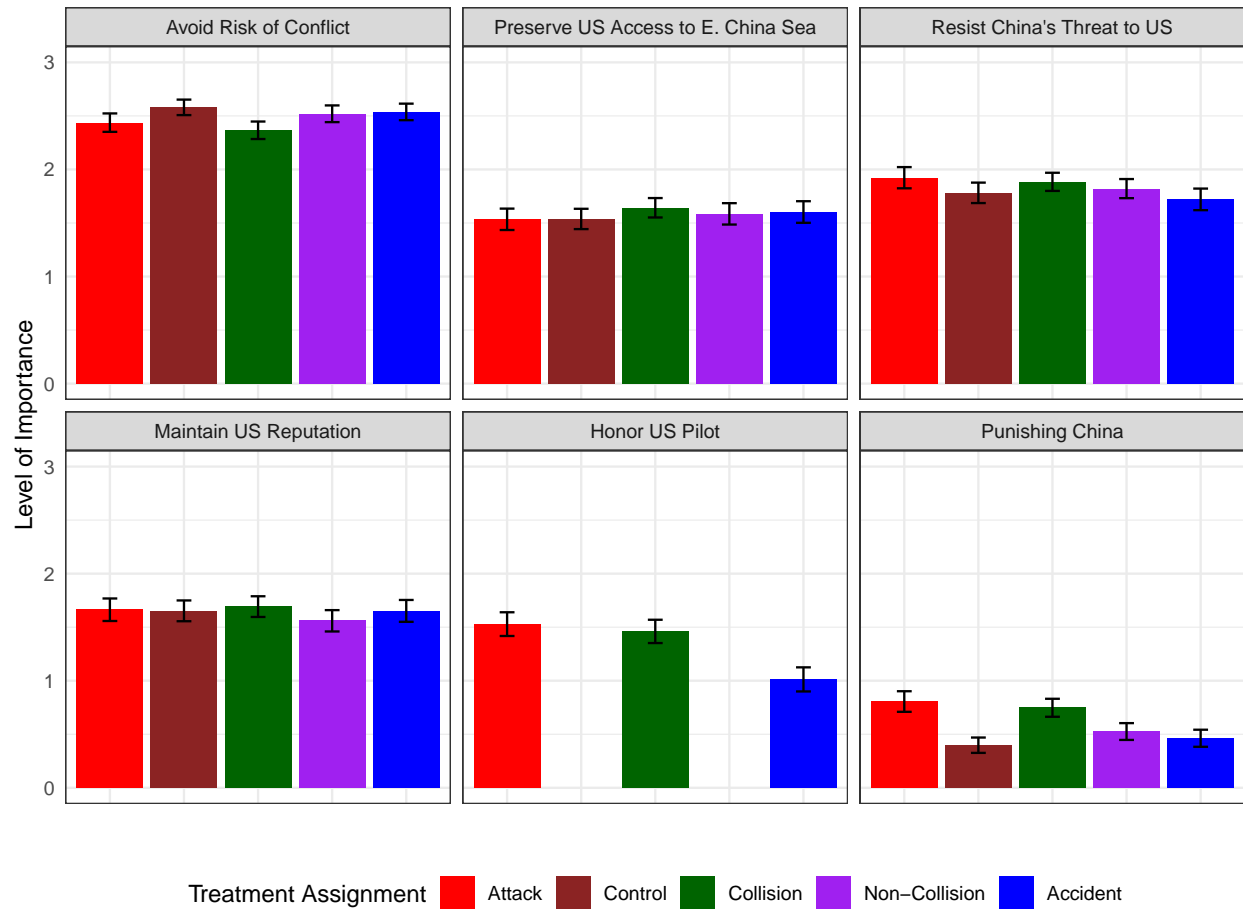 Avoid Risk of Conflict
Preserve US Access to E. China Sea
Resist China's Threat to US
3
2
1
0
Maintain US Reputation
Honor US Pilot
Punishing China
3
2
1
0
Level of Importance
Treatment Assignment Attack Control Collision Non−Collision Accident